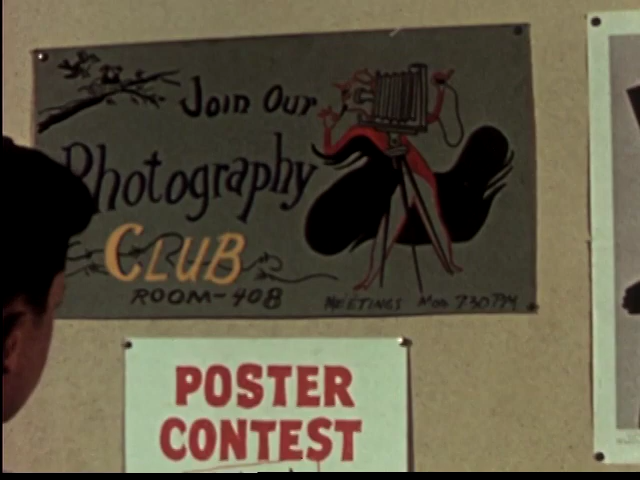 Join Our
Photography
CLUB
ROOM-408
MEETINGS MON 7:30 PM
POSTER
CONTEST